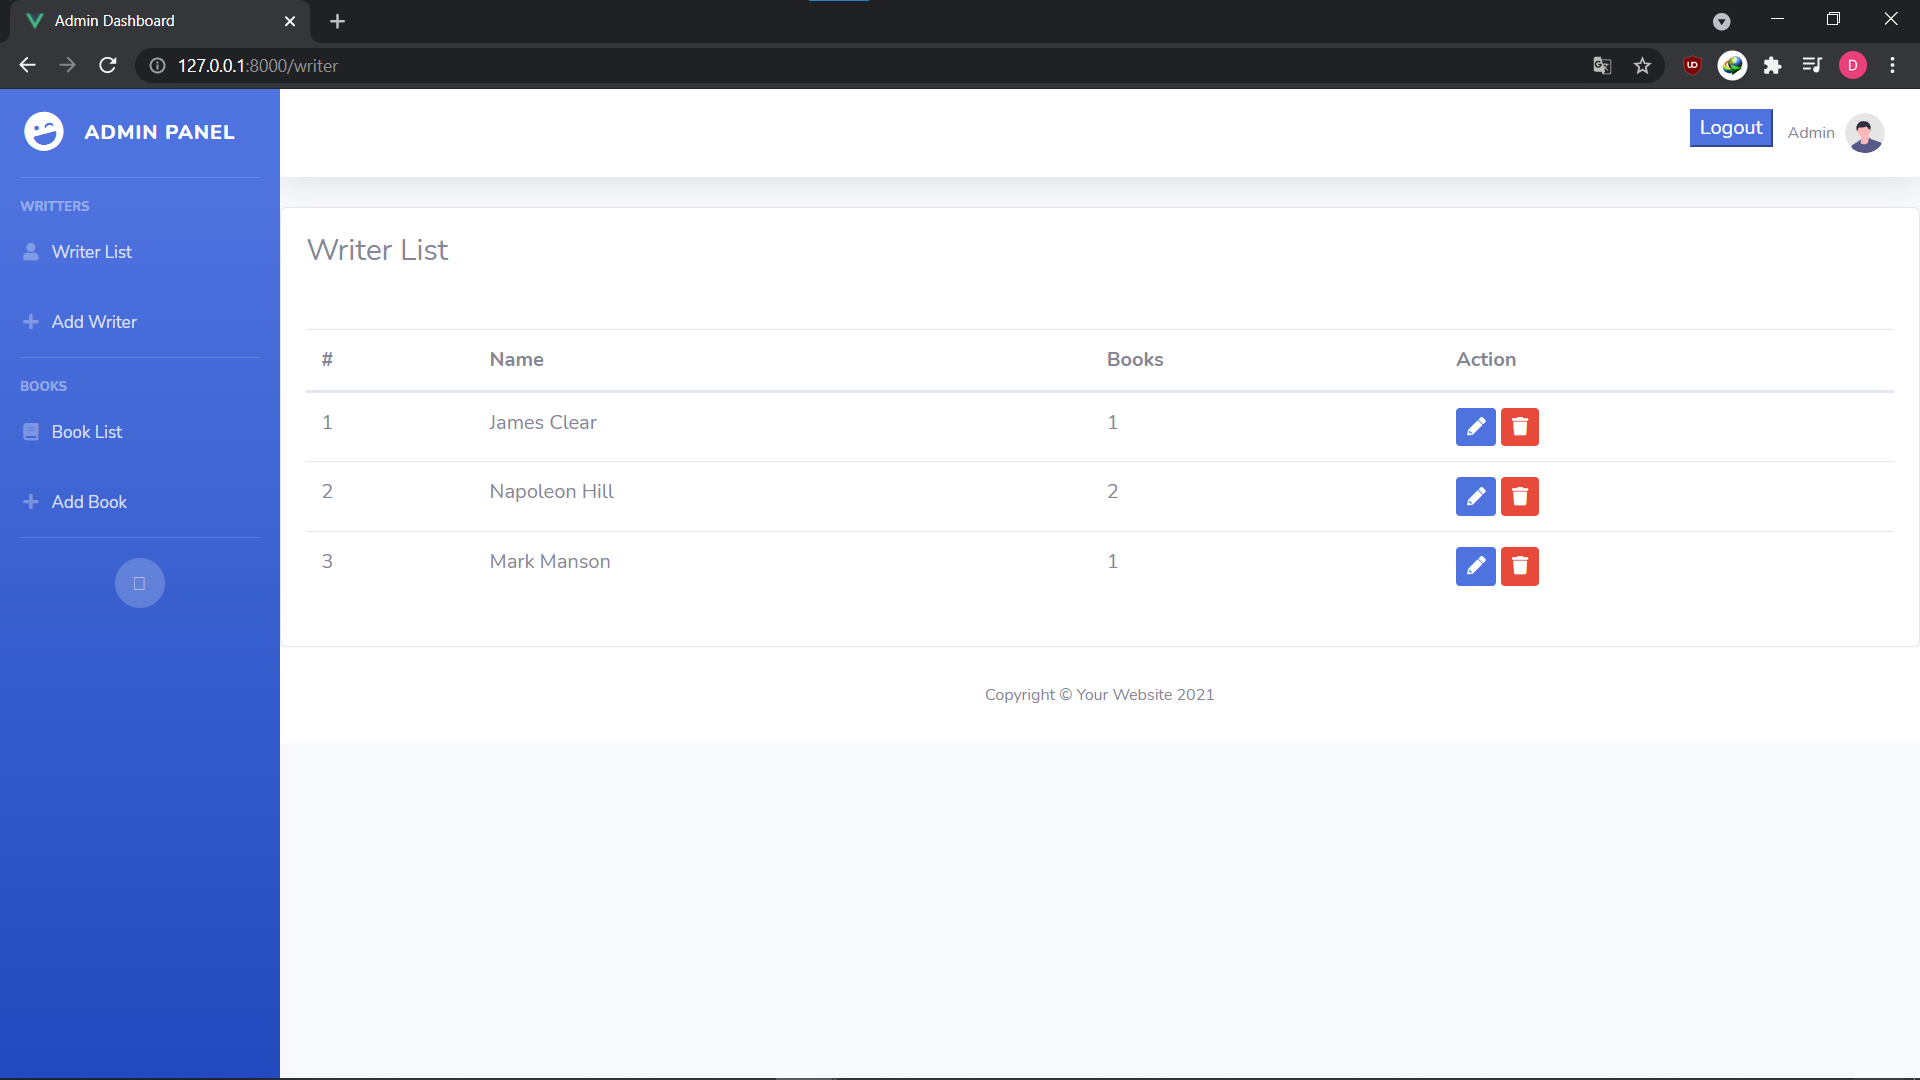 Admin Dashboard
127.0.0.1:8000/writer
D
ADMIN PANEL
Logout
Admin
WRITTERS
Writer List
Add Writer
BOOKS
Book List
Add Book
Writer List
# Name Books Action
1 James Clear 1
2 Napoleon Hill 2
3 Mark Manson 1
Copyright © Your Website 2021